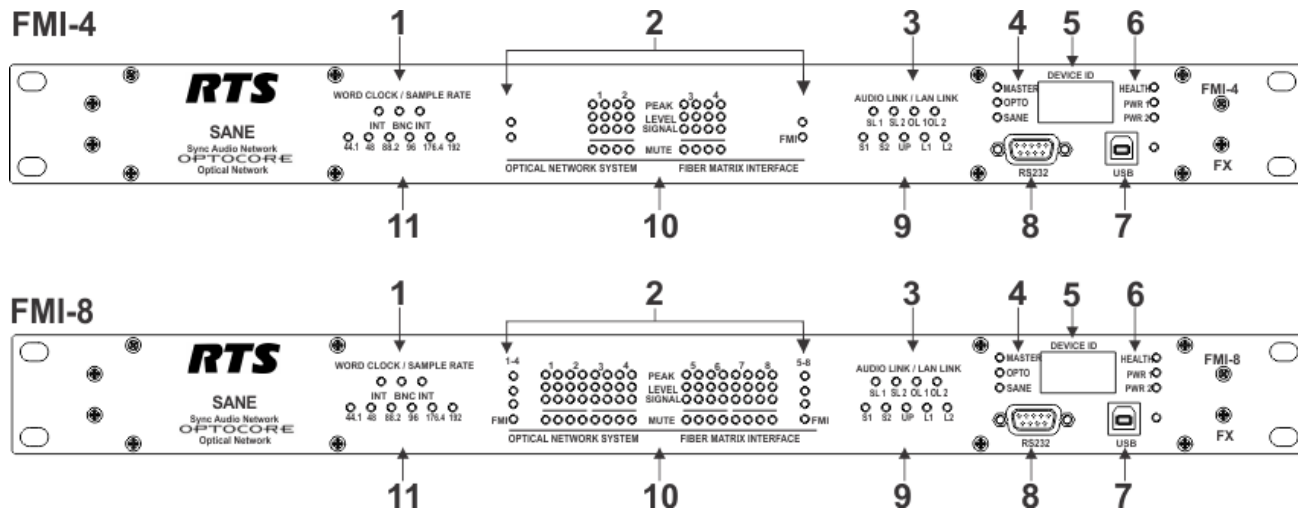 FMI-4
1 2 3 4 5 6
RTS
SANE
Sync Audio Network
OPTOCORE
Optical Network
WORD CLOCK / SAMPLE RATE
INT BNC INT
44.1 48 88.2 96 176.4 192
1 2 3 4
PEAK
LEVEL
SIGNAL
MUTE
FMI
OPTICAL NETWORK SYSTEM FIBER MATRIX INTERFACE
AUDIO LINK / LAN LINK
SL 1 SL 2 OL 1 OL 2
S1 S2 UP L1 L2
MASTER
OPTO
SANE
DEVICE ID
HEALTH
PWR 1
PWR 2
RS232
USB
FMI-4
FX
11 10 9 8 7
FMI-8
1 2 3 4 5 6
RTS
SANE
Sync Audio Network
OPTOCORE
Optical Network
WORD CLOCK / SAMPLE RATE
INT BNC INT
44.1 48 88.2 96 176.4 192
1-4
FMI
1 2 3 4 5 6 7 8
PEAK
LEVEL
SIGNAL
MUTE
5-8
FMI
OPTICAL NETWORK SYSTEM FIBER MATRIX INTERFACE
AUDIO LINK / LAN LINK
SL 1 SL 2 OL 1 OL 2
S1 S2 UP L1 L2
MASTER
OPTO
SANE
DEVICE ID
HEALTH
PWR 1
PWR 2
RS232
USB
FMI-8
FX
11 10 9 8 7